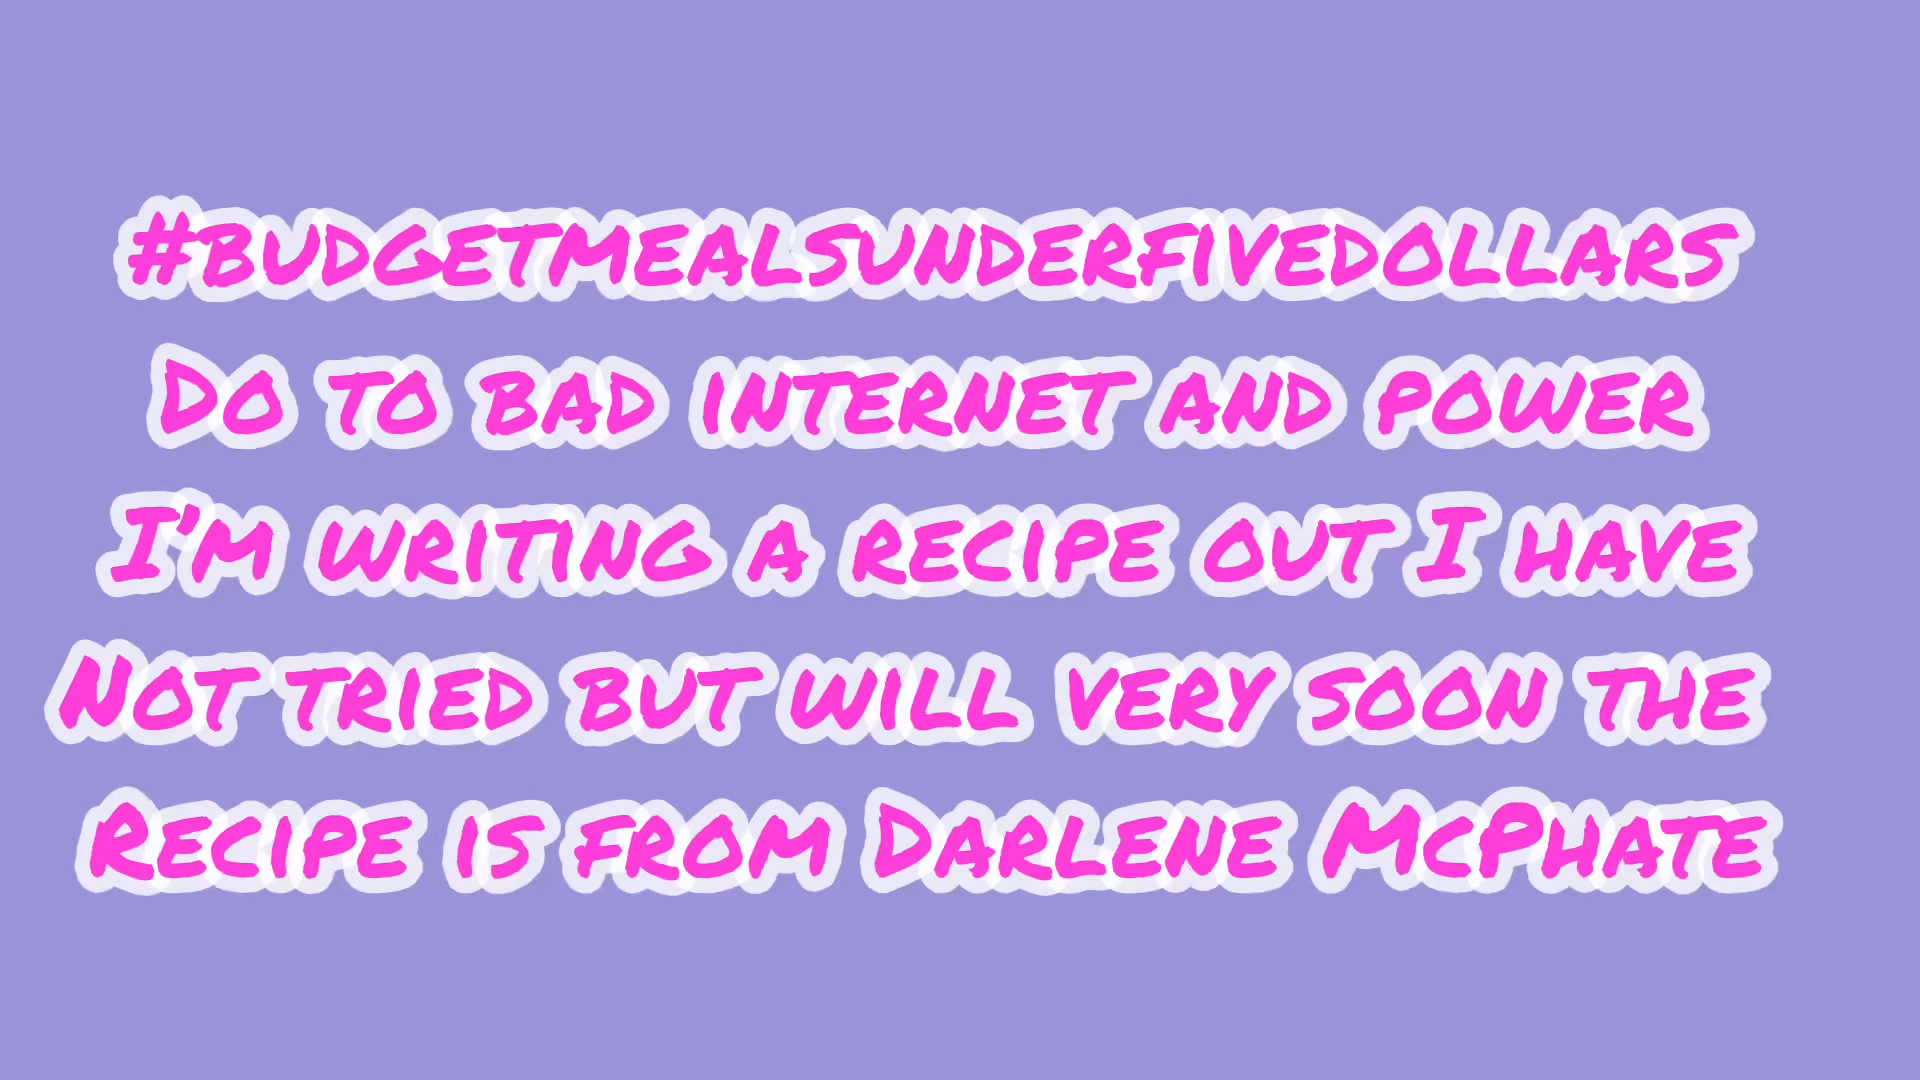 #budgetmealsunderfivedollars
Do to bad internet and power
I'm writing a recipe out I have
Not tried but will very soon the
Recipe is from Darlene McPhate